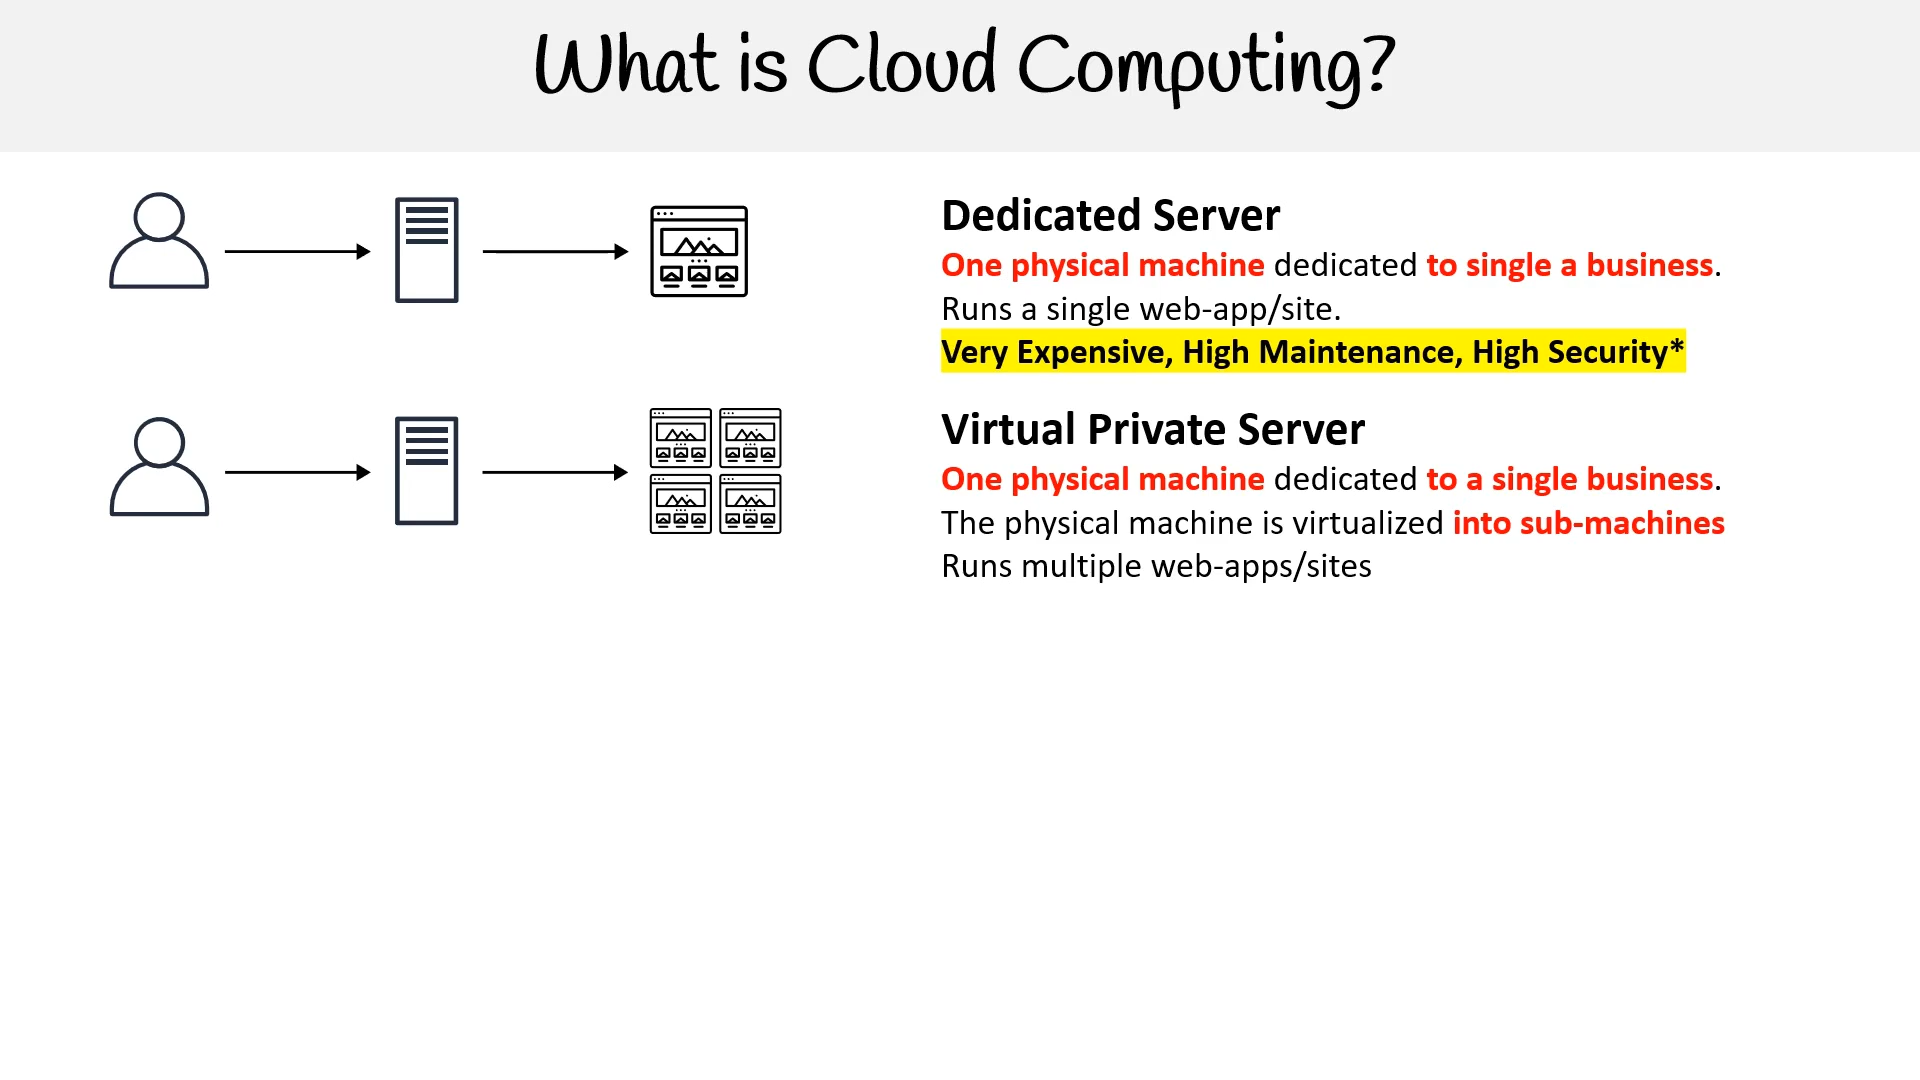 What is Cloud Computing?
Dedicated Server
One physical machine dedicated to single a business.
Runs a single web-app/site.
Very Expensive, High Maintenance, High Security*
Virtual Private Server
One physical machine dedicated to a single business.
The physical machine is virtualized into sub-machines
Runs multiple web-apps/sites